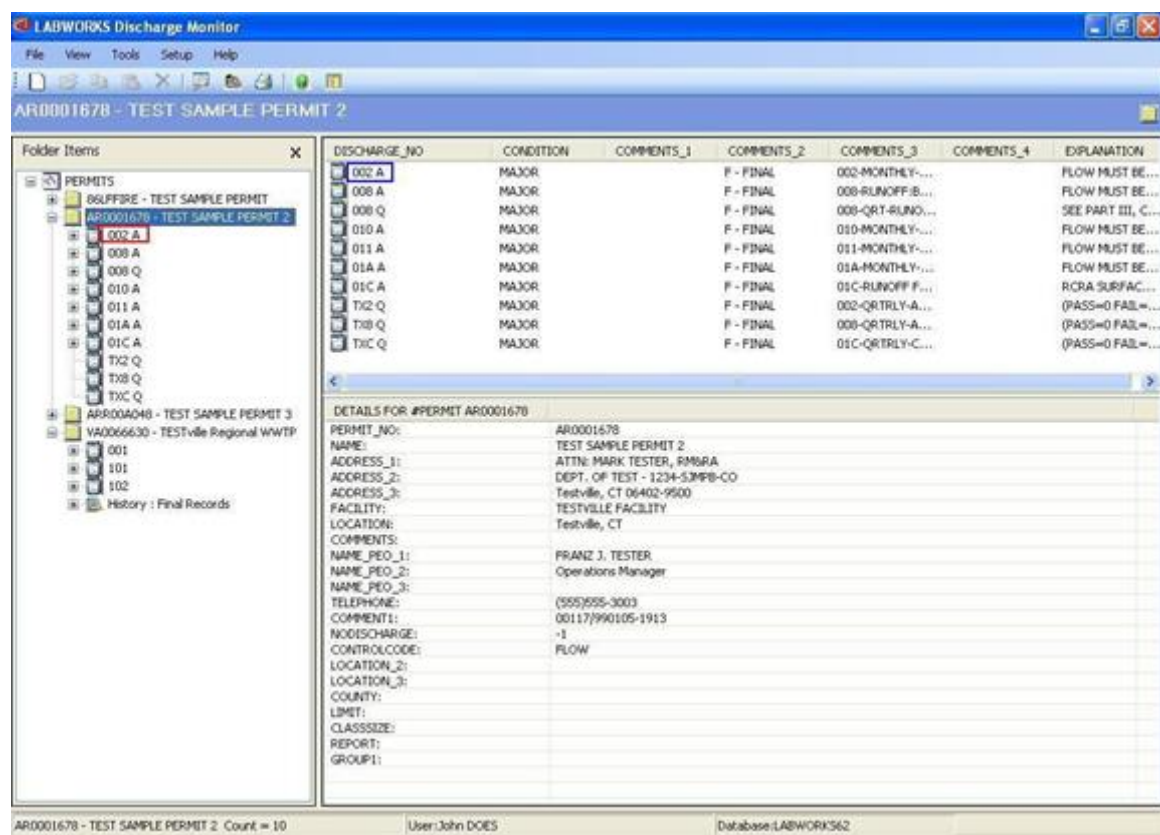 LABWORKS Discharge Monitor
File View Tools Setup Help
AR0001678 - TEST SAMPLE PERMIT 2
Folder Items X
PERMITS
86LFFIRE - TEST SAMPLE PERMIT
AR0001678 - TEST SAMPLE PERMIT 2
002 A
008 A
008 Q
010 A
011 A
01A A
01C A
TX2 Q
TX8 Q
TXC Q
ARR00A048 - TEST SAMPLE PERMIT 3
VA0066630 - TESTville Regional WWTP
001
101
102
History : Final Records
DISCHARGE_NO CONDITION COMMENTS_1 COMMENTS_2 COMMENTS_3 COMMENTS_4 EXPLANATION
002 A MAJOR F - FINAL 002-MONTHLY-... FLOW MUST BE...
008 A MAJOR F - FINAL 008-RUNOFF:B... FLOW MUST BE...
008 Q MAJOR F - FINAL 008-QRT-RUNO... SEE PART III, C...
010 A MAJOR F - FINAL 010-MONTHLY-... FLOW MUST BE...
011 A MAJOR F - FINAL 011-MONTHLY-... FLOW MUST BE...
01A A MAJOR F - FINAL 01A-MONTHLY-... FLOW MUST BE...
01C A MAJOR F - FINAL 01C-RUNOFF F... RCRA SURFAC...
TX2 Q MAJOR F - FINAL 002-QRTRLY-A... (PASS=0 FAIL=...
TX8 Q MAJOR F - FINAL 008-QRTRLY-A... (PASS=0 FAIL=...
TXC Q MAJOR F - FINAL 01C-QRTRLY-C... (PASS=0 FAIL=...
DETAILS FOR #PERMIT AR0001678
PERMIT_NO: AR0001678
NAME: TEST SAMPLE PERMIT 2
ADDRESS_1: ATTN: MARK TESTER, RM6RA
ADDRESS_2: DEPT. OF TEST - 1234-SJMPB-CO
ADDRESS_3: Testville, CT 06402-9500
FACILITY: TESTVILLE FACILITY
LOCATION: Testville, CT
COMMENTS:
NAME_PEO_1: FRANZ J. TESTER
NAME_PEO_2: Operations Manager
NAME_PEO_3:
TELEPHONE: (555)555-3003
COMMENT1: 00117/990105-1913
NODISCHARGE: -1
CONTROLCODE: FLOW
LOCATION_2:
LOCATION_3:
COUNTY:
LIMIT:
CLASSSIZE:
REPORT:
GROUP1:
AR0001678 - TEST SAMPLE PERMIT 2 Count = 10 User:John DOES Database:LABWORKS62